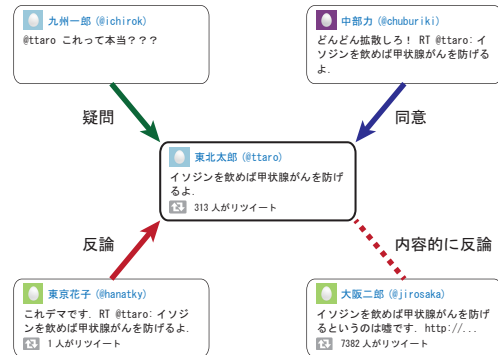 九州一郎 (@ichirok)
@ttaro これって本当？？？
中部力 (@chuburiki)
どんどん拡散しろ！ RT @ttaro: イ
ソジンを飲めば甲状腺がんを防げる
よ.
疑問
同意
東北太郎 (@ttaro)
イソジンを飲めば甲状腺がんを防げ
るよ.
313 人がリツイート
反論
内容的に反論
東京花子 (@hanatky)
これデマです. RT @ttaro: イソジ
ンを飲めば甲状腺がんを防げるよ.
1 人がリツイート
大阪二郎 (@jirosaka)
イソジンを飲めば甲状腺がんを防げ
るというのは嘘です. http://...
7382 人がリツイート